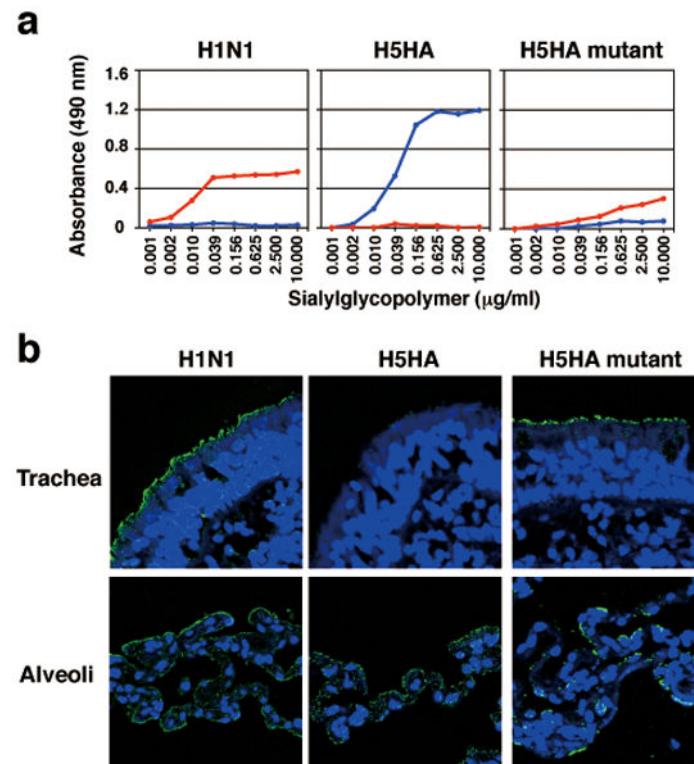 a
H1N1 H5HA H5HA mutant
Absorbance (490 nm)
1.6
1.2
0.8
0.4
0
0.001 0.002 0.010 0.039 0.156 0.625 2.500 10.000 0.001 0.002 0.010 0.039 0.156 0.625 2.500 10.000 0.001 0.002 0.010 0.039 0.156 0.625 2.500 10.000
Sialylglycopolymer (μg/ml)
b
H1N1 H5HA H5HA mutant
Trachea
Alveoli